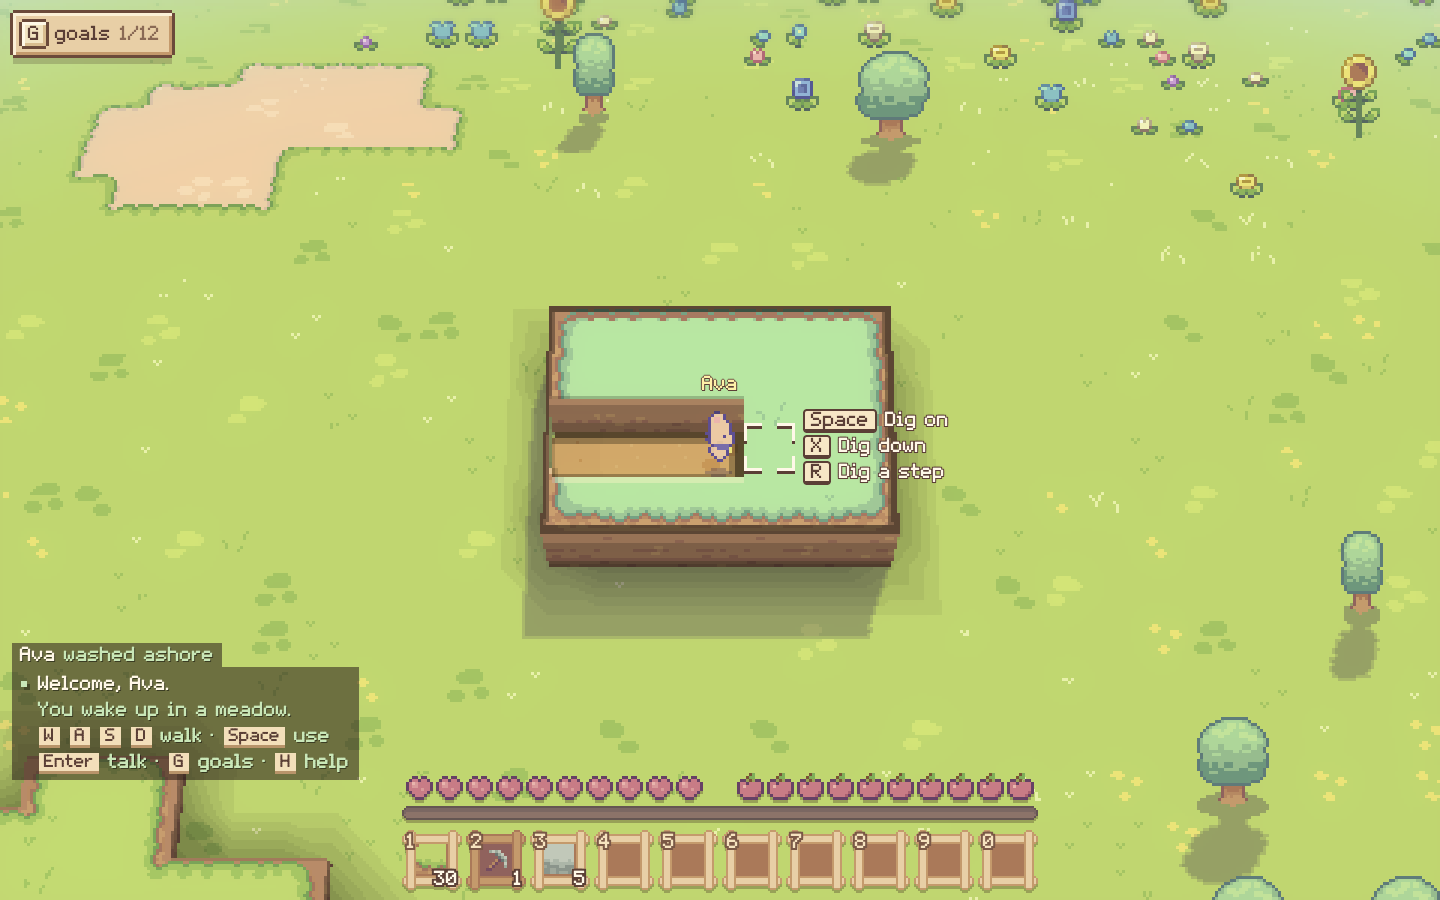 G goals 1/12
Ava
Space Dig on
X Dig down
R Dig a step
Ava washed ashore
Welcome, Ava.
You wake up in a meadow.
W A S D walk · Space use
Enter talk · G goals · H help
1 2 3 4 5 6 7 8 9 0
30 1 5